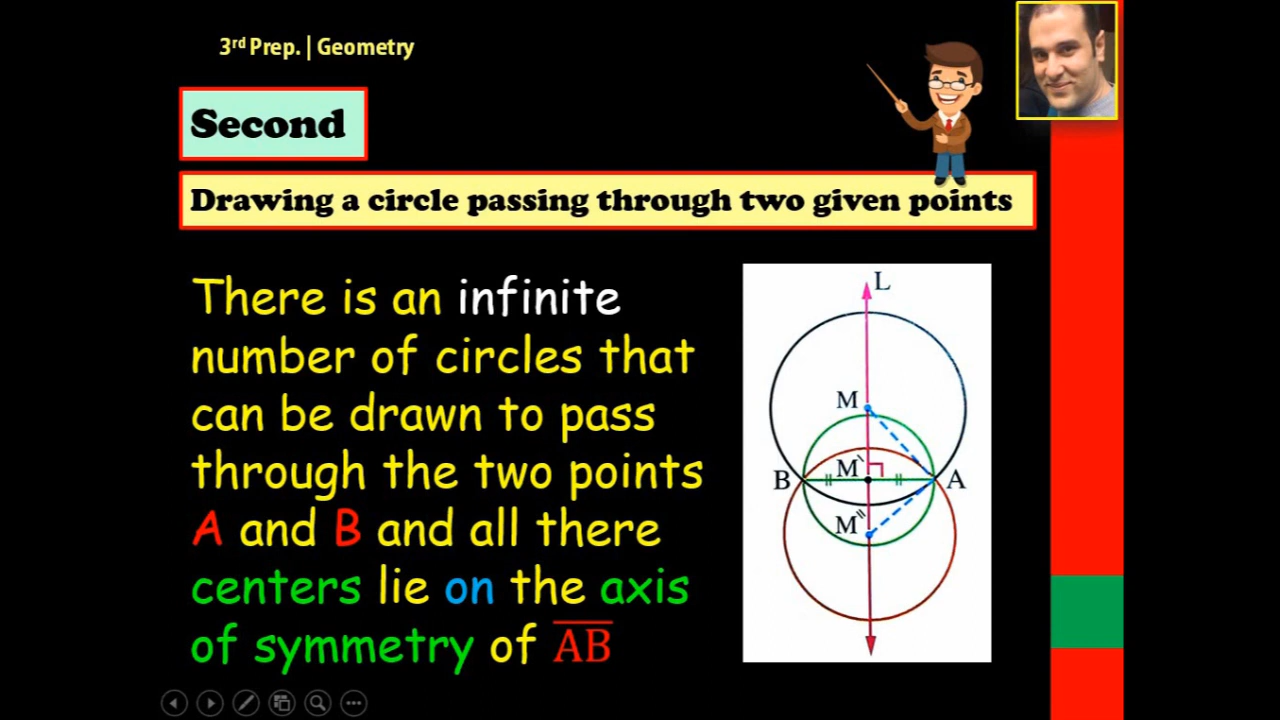 3rd Prep. | Geometry
Second
Drawing a circle passing through two given points
There is an infinite
number of circles that
can be drawn to pass
through the two points
A and B and all there
centers lie on the axis
of symmetry of A̅B̅
L
M
M`
B
A
M``